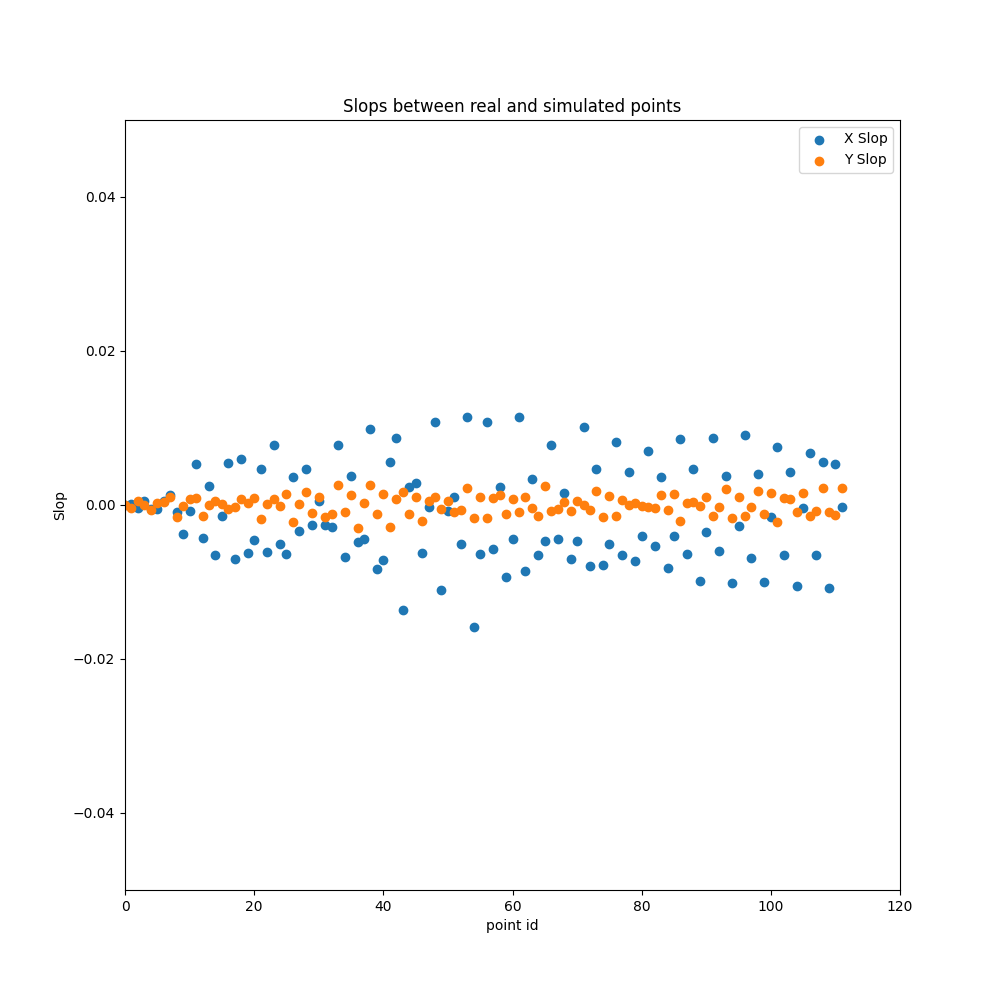 Slops between real and simulated points
X Slop
Y Slop
0.04
0.02
0.00
−0.02
−0.04
Slop
0 20 40 60 80 100 120
point id